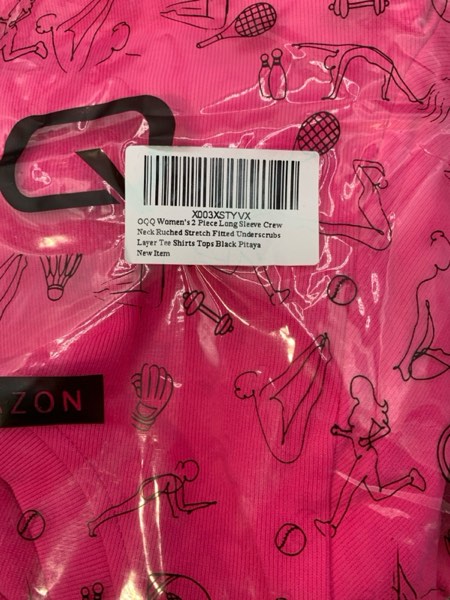 X003XSTYVX
OQQ Women's 2 Piece Long Sleeve Crew
Neck Ruched Stretch Fitted Underscrubs
Layer Tee Shirts Tops Black Pitaya
New Item
AZON